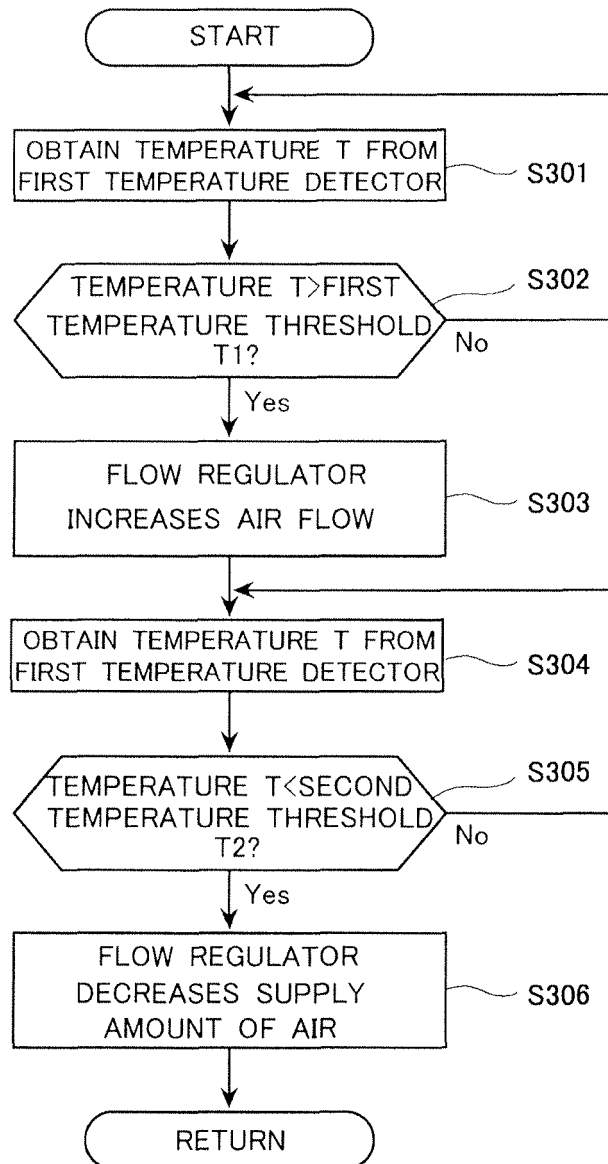 START
OBTAIN TEMPERATURE T FROM
FIRST TEMPERATURE DETECTOR
S301
TEMPERATURE T>FIRST
TEMPERATURE THRESHOLD
T1?
S302
No
Yes
FLOW REGULATOR
INCREASES AIR FLOW
S303
OBTAIN TEMPERATURE T FROM
FIRST TEMPERATURE DETECTOR
S304
TEMPERATURE T<SECOND
TEMPERATURE THRESHOLD
T2?
S305
No
Yes
FLOW REGULATOR
DECREASES SUPPLY
AMOUNT OF AIR
S306
RETURN